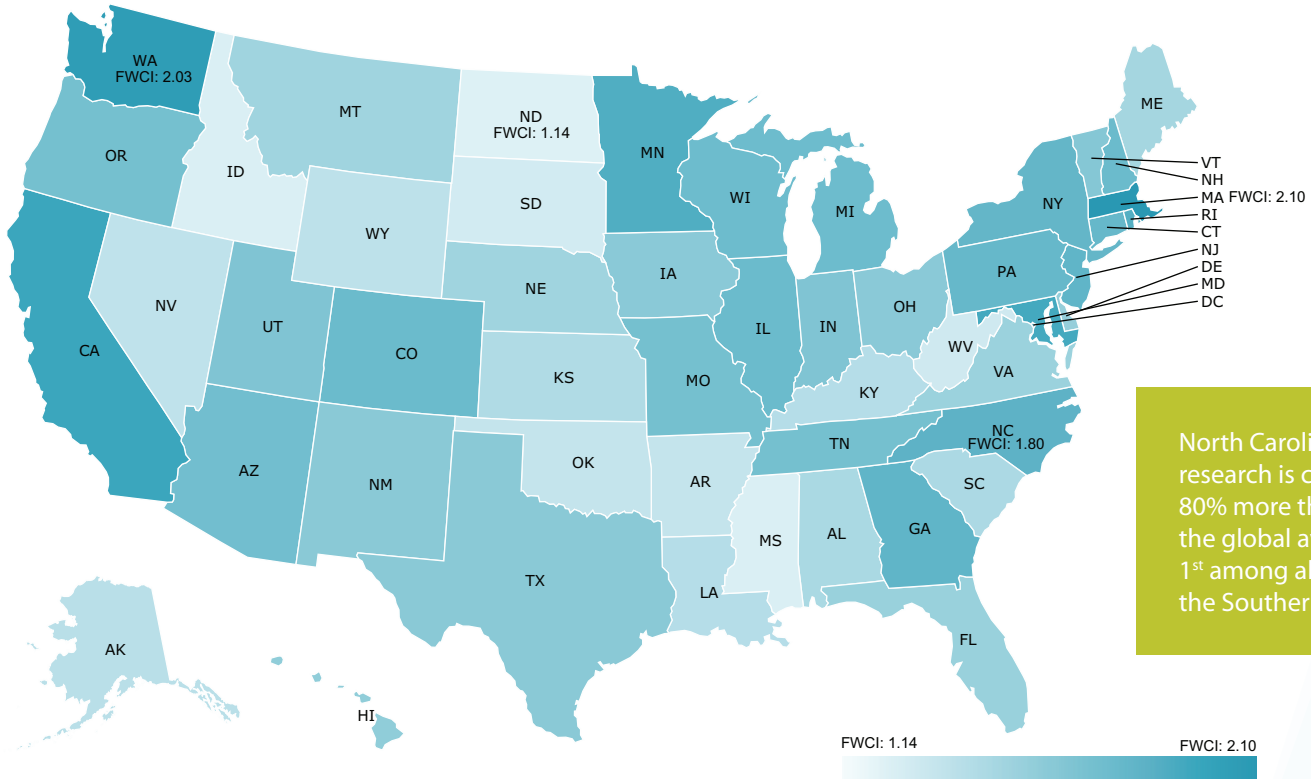 WA
FWCI: 2.03
MT
ND
FWCI: 1.14
MN
ME
OR
ID
SD
WI
MI
NY
VT
NH
MA FWCI: 2.10
RI
CT
NJ
DE
MD
DC
WY
IA
PA
NE
NV
UT
CO
IL
IN
OH
WV
CA
KS
MO
KY
VA
AZ
NM
OK
AR
TN
NC
FWCI: 1.80
SC
MS
AL
GA
TX
LA
FL
AK
HI
North Caroli
research is
80% more
the global
1st among
the Souther
FWCI: 1.14
FWCI: 2.10